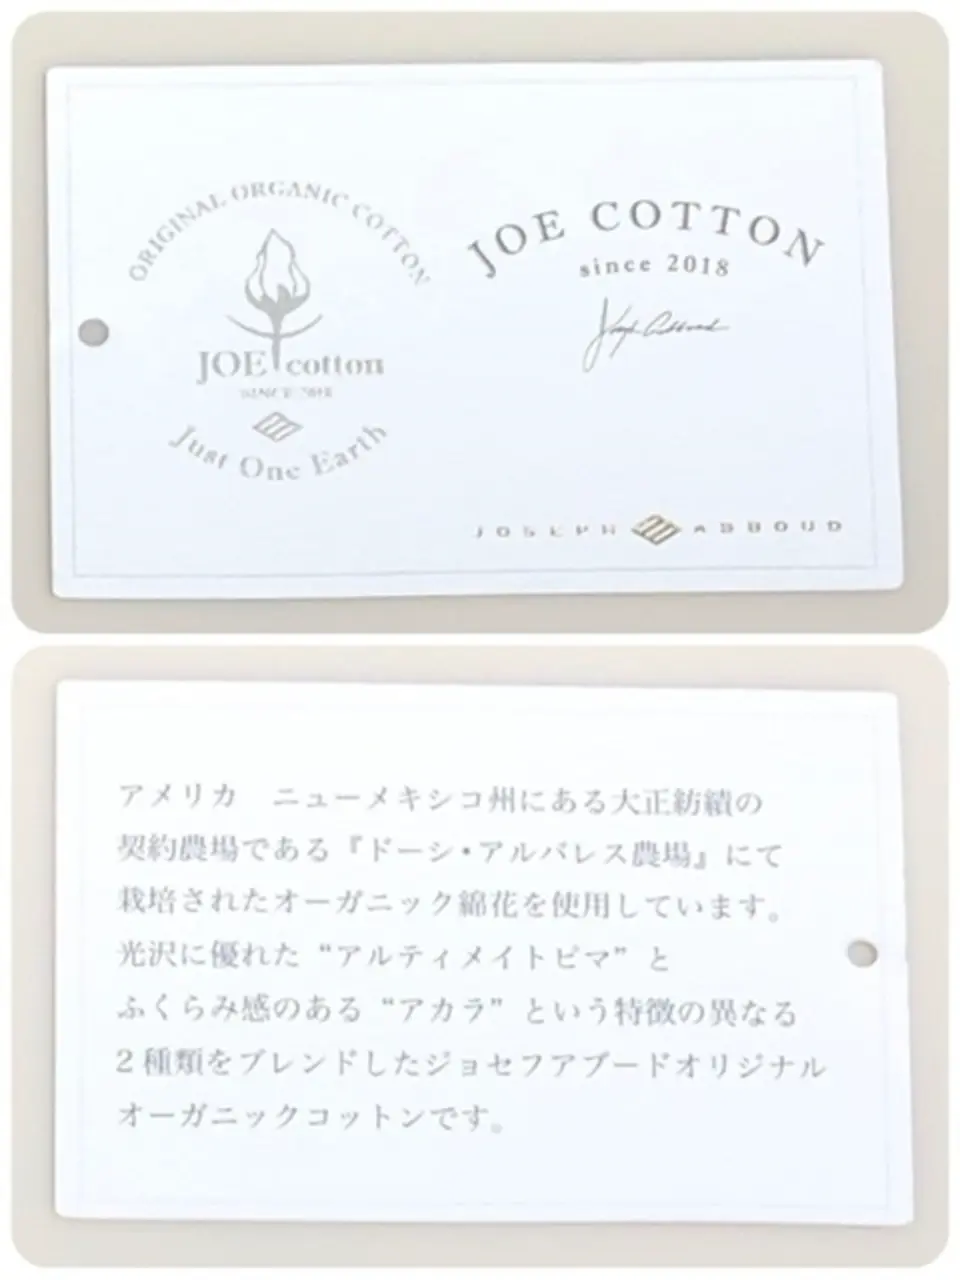 ORIGINAL ORGANIC COTTON
JOE cotton
SINCE 2018
Just One Earth
JOE COTTON
since 2018
Joseph Abboud
JOSEPH ABBOUD
アメリカ　ニューメキシコ州にある大正紡績の
契約農場である『ドーシ・アルバレス農場』にて
栽培されたオーガニック綿花を使用しています。
光沢に優れた“アルティメイトピマ”と
ふくらみ感のある“アカラ”という特徴の異なる
2種類をブレンドしたジョセフアブードオリジナル
オーガニックコットンです。